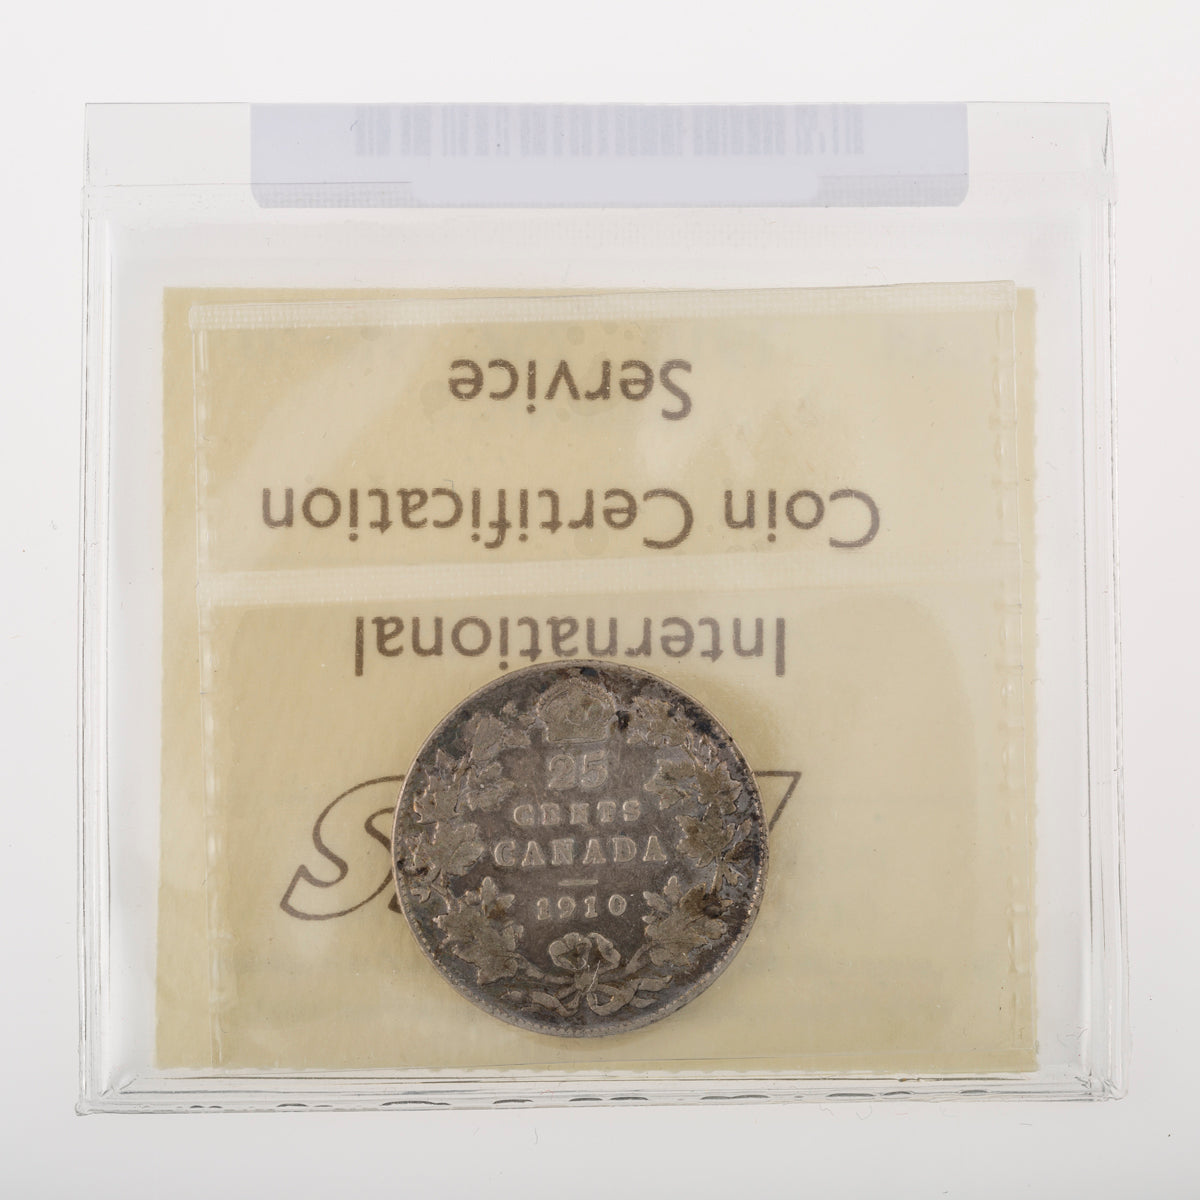 International
Coin Certification
Service
25
CENTS
CANADA
1910